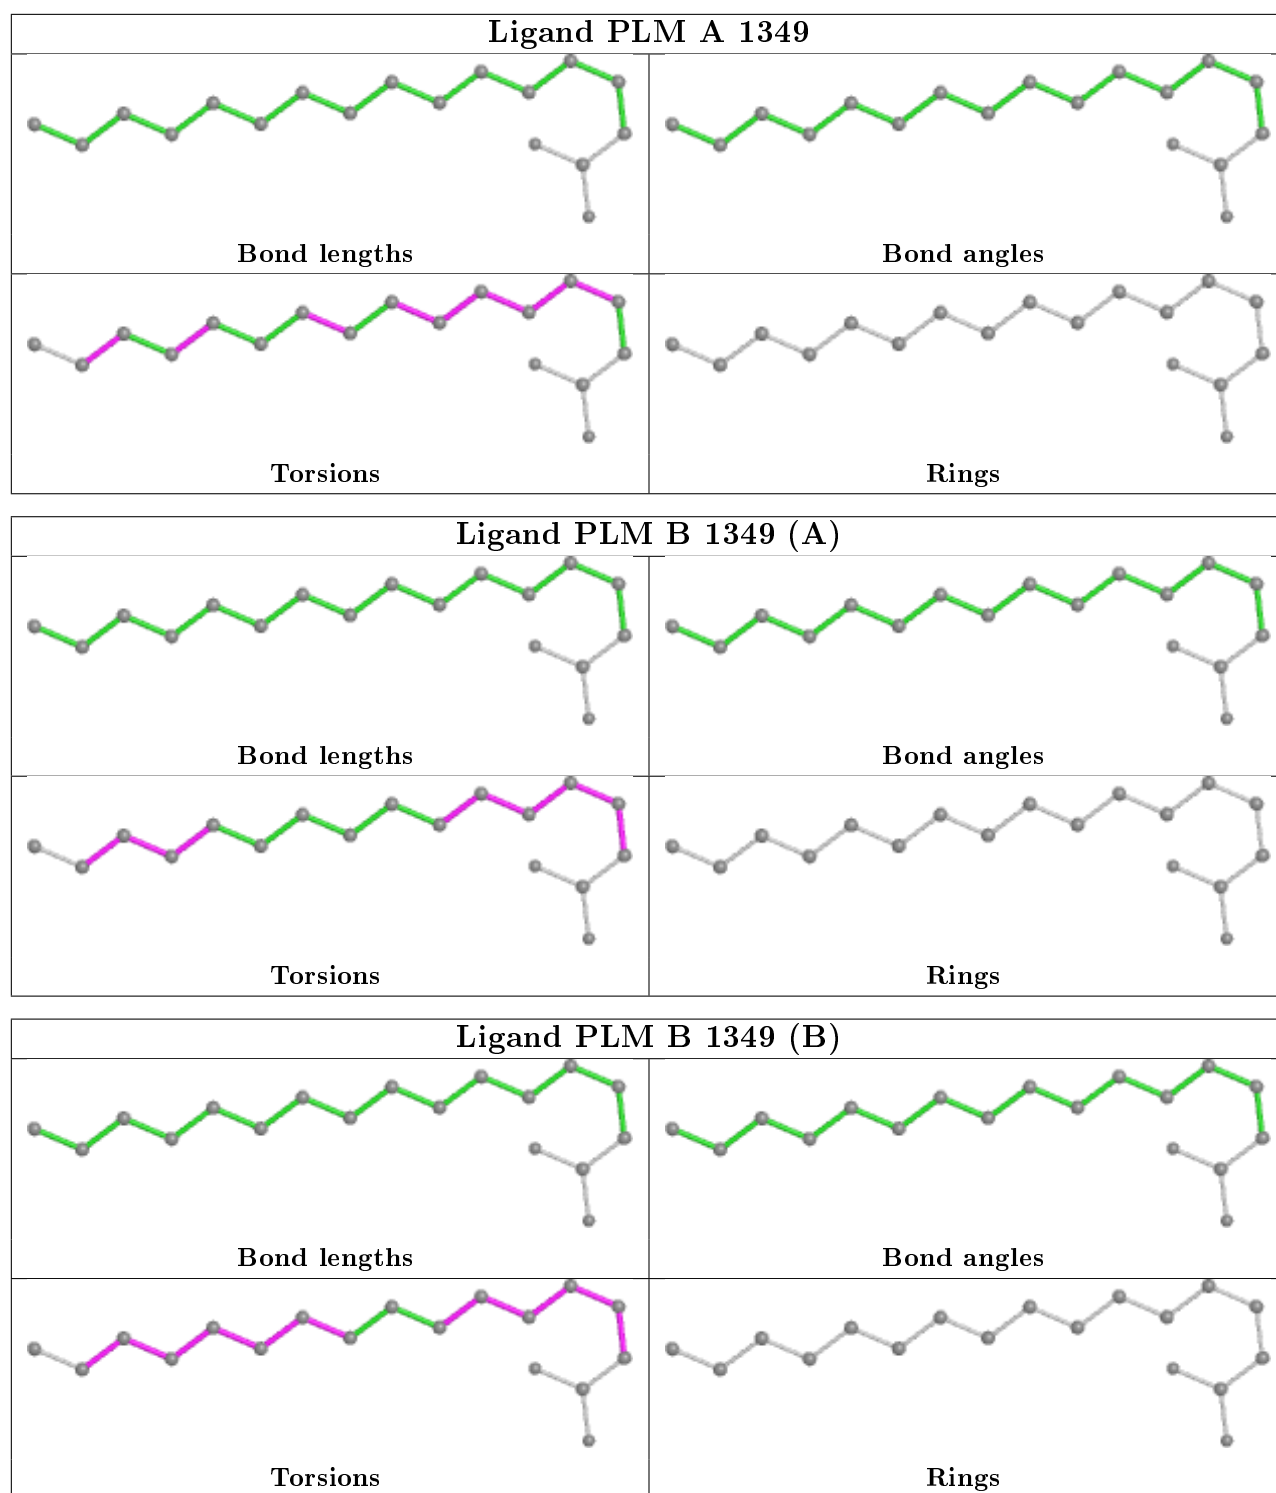 Ligand PLM A 1349
Bond lengths
Bond angles
Torsions
Rings
Ligand PLM B 1349 (A)
Bond lengths
Bond angles
Torsions
Rings
Ligand PLM B 1349 (B)
Bond lengths
Bond angles
Torsions
Rings